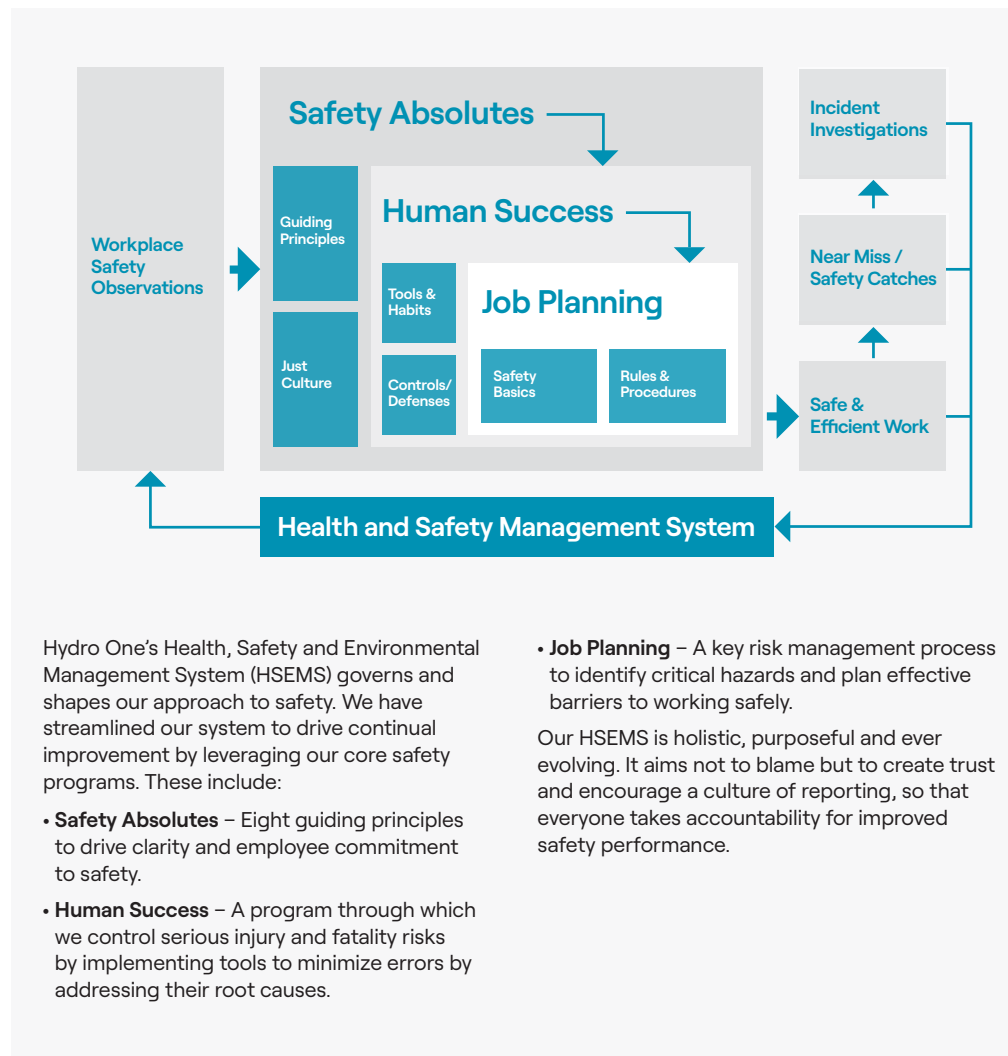 Workplace
Safety
Observations
Safety Absolutes
Guiding
Principles
Just
Culture
Human Success
Tools &
Habits
Controls/
Defenses
Job Planning
Safety
Basics
Rules &
Procedures
Incident
Investigations
Near Miss /
Safety Catches
Safe &
Efficient Work
Health and Safety Management System
Hydro One’s Health, Safety and Environmental
Management System (HSEMS) governs and
shapes our approach to safety. We have
streamlined our system to drive continual
improvement by leveraging our core safety
programs. These include:
• Safety Absolutes – Eight guiding principles
to drive clarity and employee commitment
to safety.
• Human Success – A program through which
we control serious injury and fatality risks
by implementing tools to minimize errors by
addressing their root causes.
• Job Planning – A key risk management process
to identify critical hazards and plan effective
barriers to working safely.
Our HSEMS is holistic, purposeful and ever
evolving. It aims not to blame but to create trust
and encourage a culture of reporting, so that
everyone takes accountability for improved
safety performance.